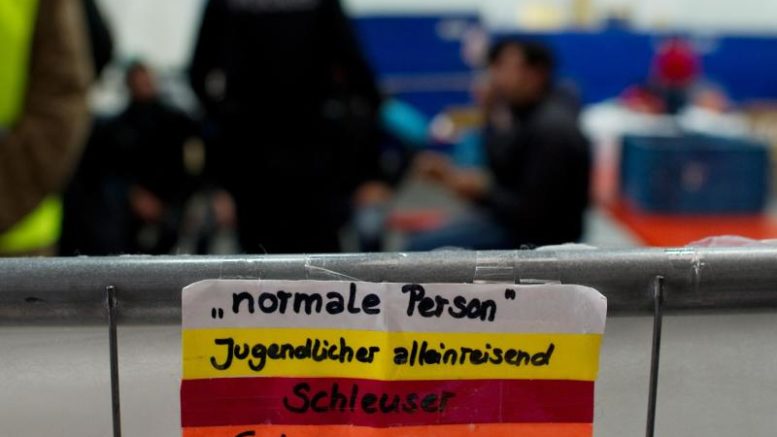 „normale Person"
Jugendlicher alleinreisend
Schleuser